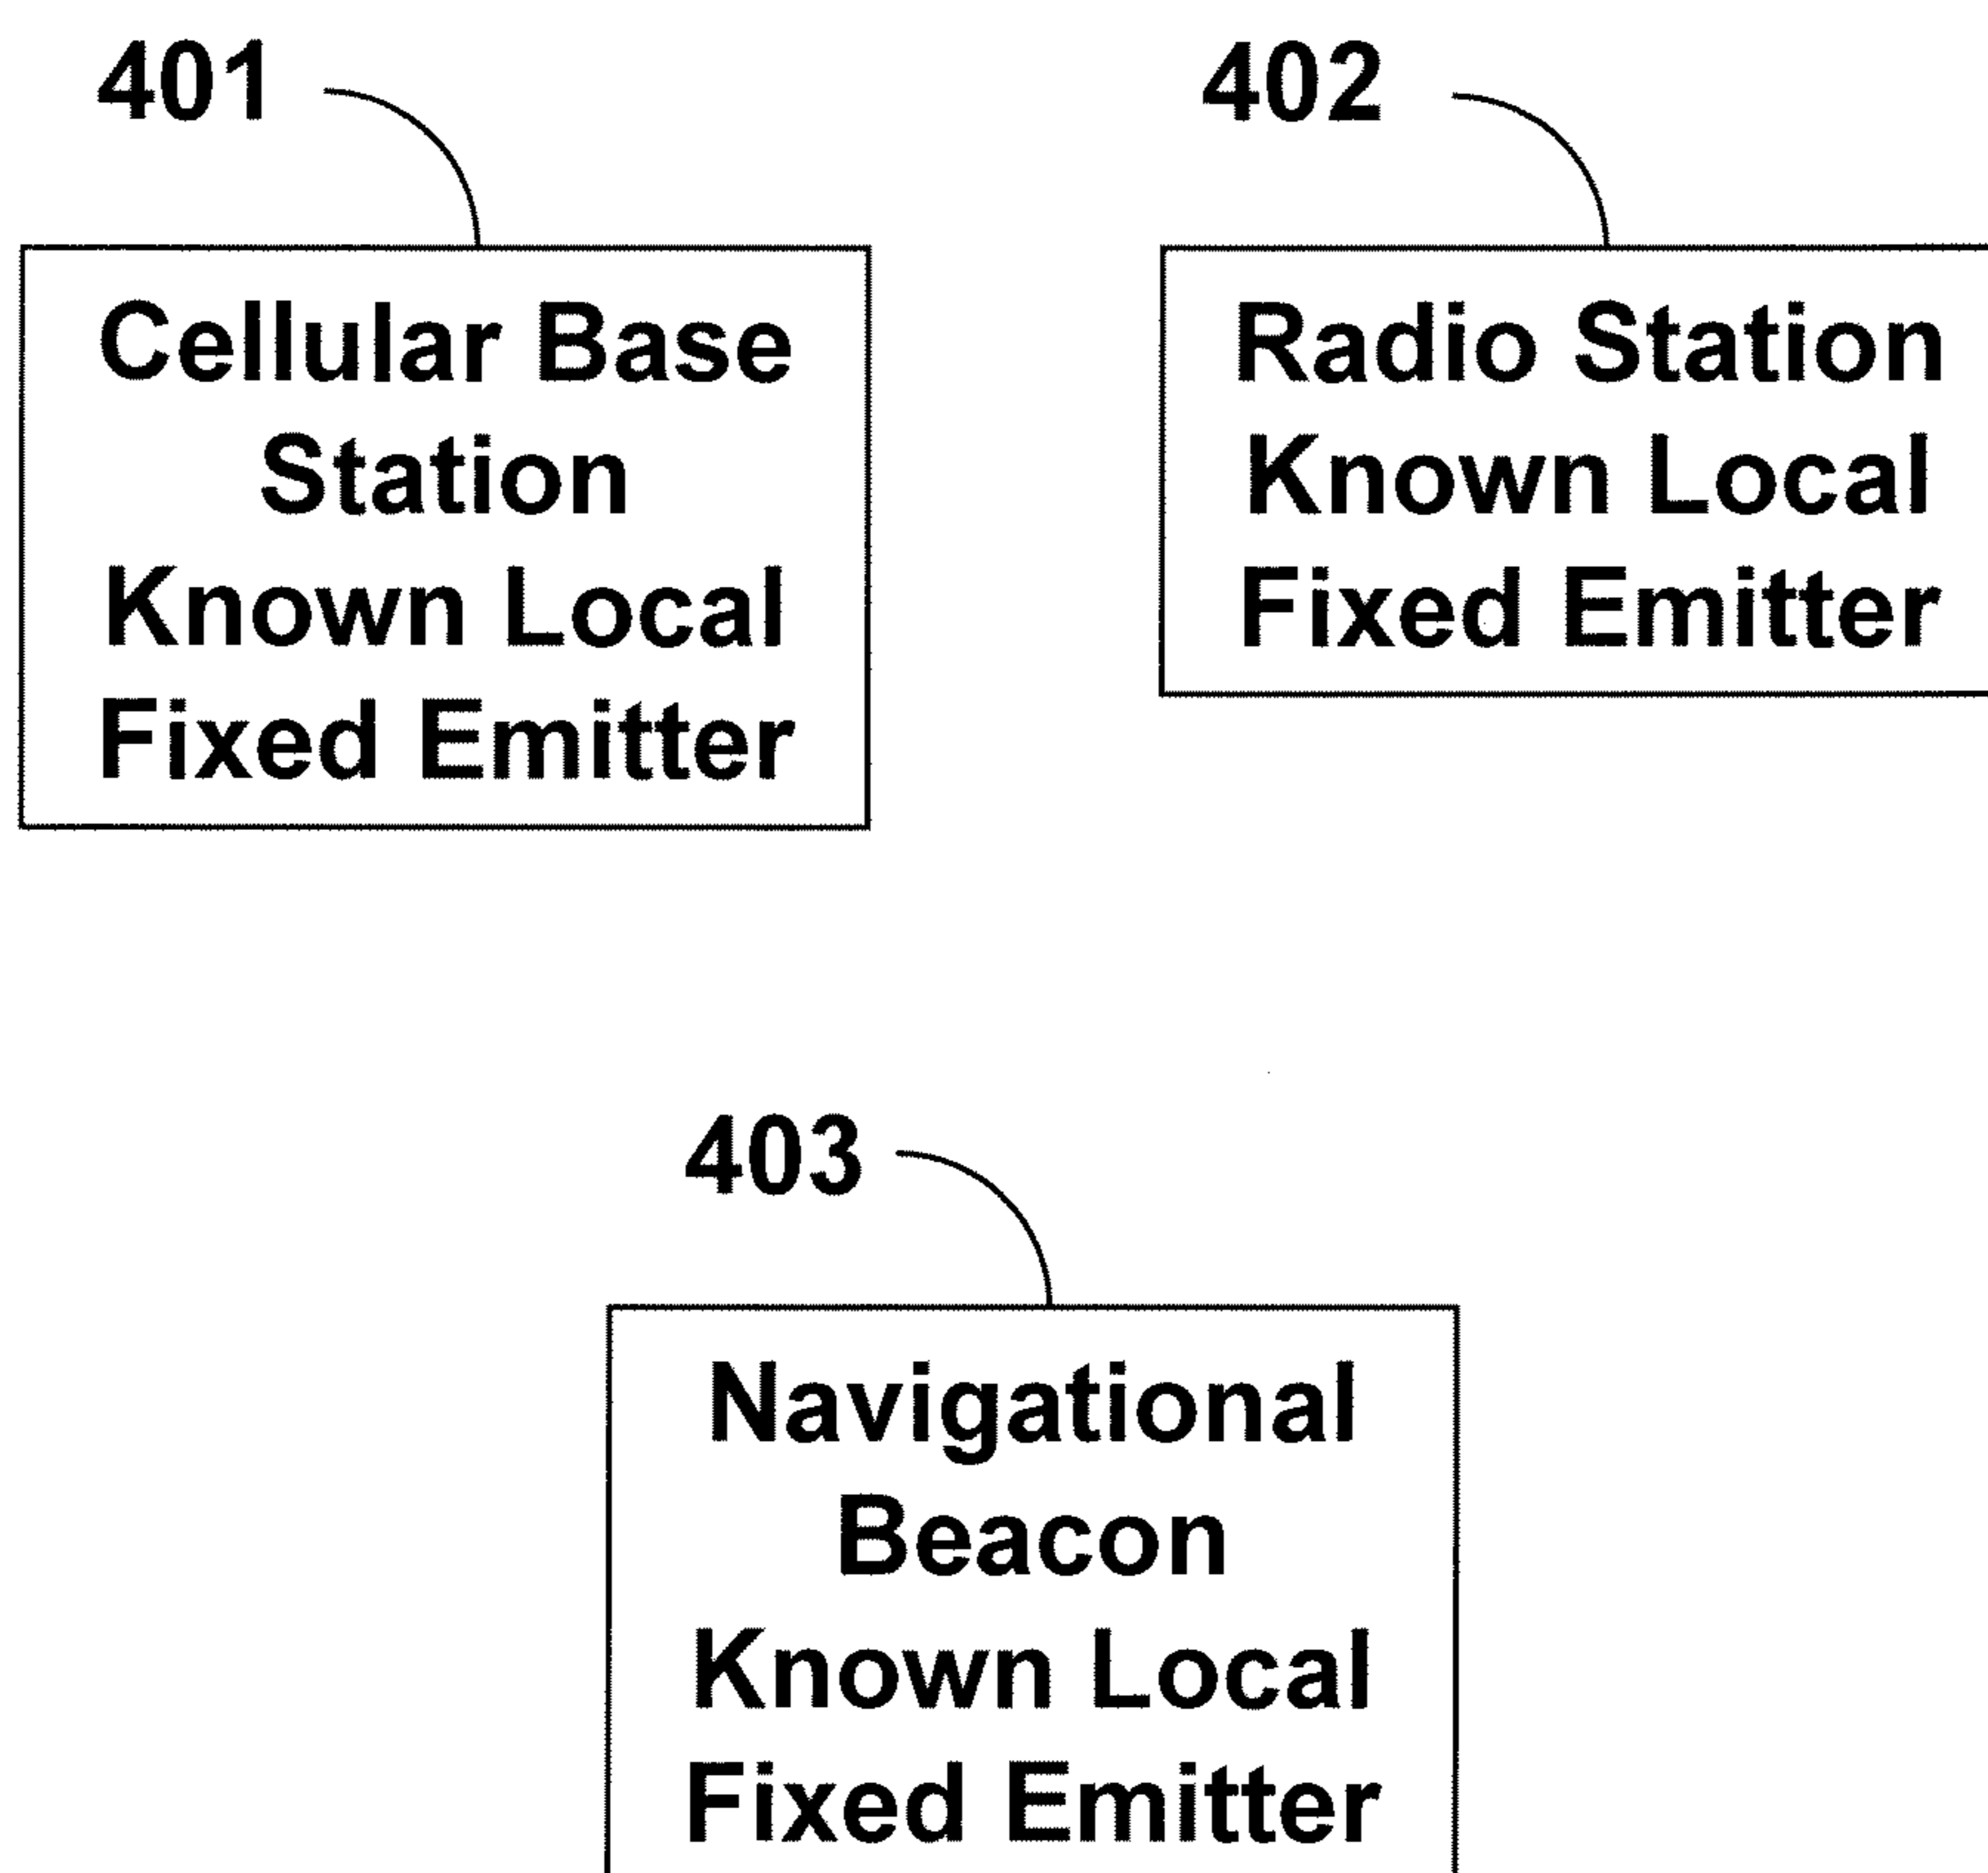 401
402
Cellular Base
Station
Known Local
Fixed Emitter
Radio Station
Known Local
Fixed Emitter
403
Navigational
Beacon
Known Local
Fixed Emitter